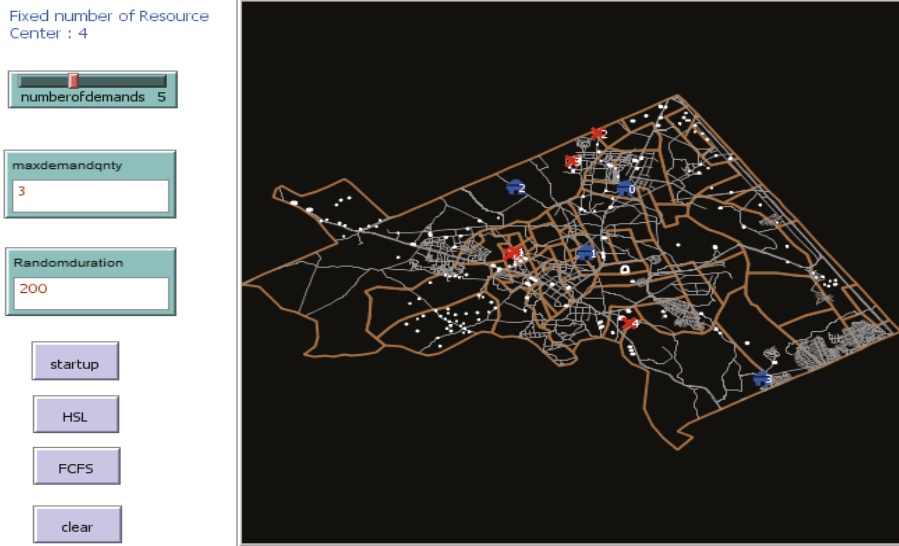 Fixed number of Resource
Center : 4
numberofdemands 5
maxdemandqnty
3
Randomduration
200
startup
HSL
FCFS
clear
2
3
2
0
1
4
3